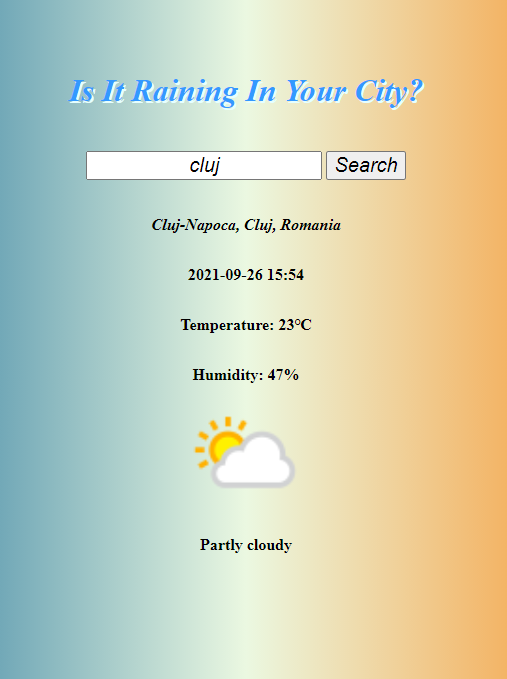 Is It Raining In Your City?
cluj Search
Cluj-Napoca, Cluj, Romania
2021-09-26 15:54
Temperature: 23°C
Humidity: 47%
Partly cloudy